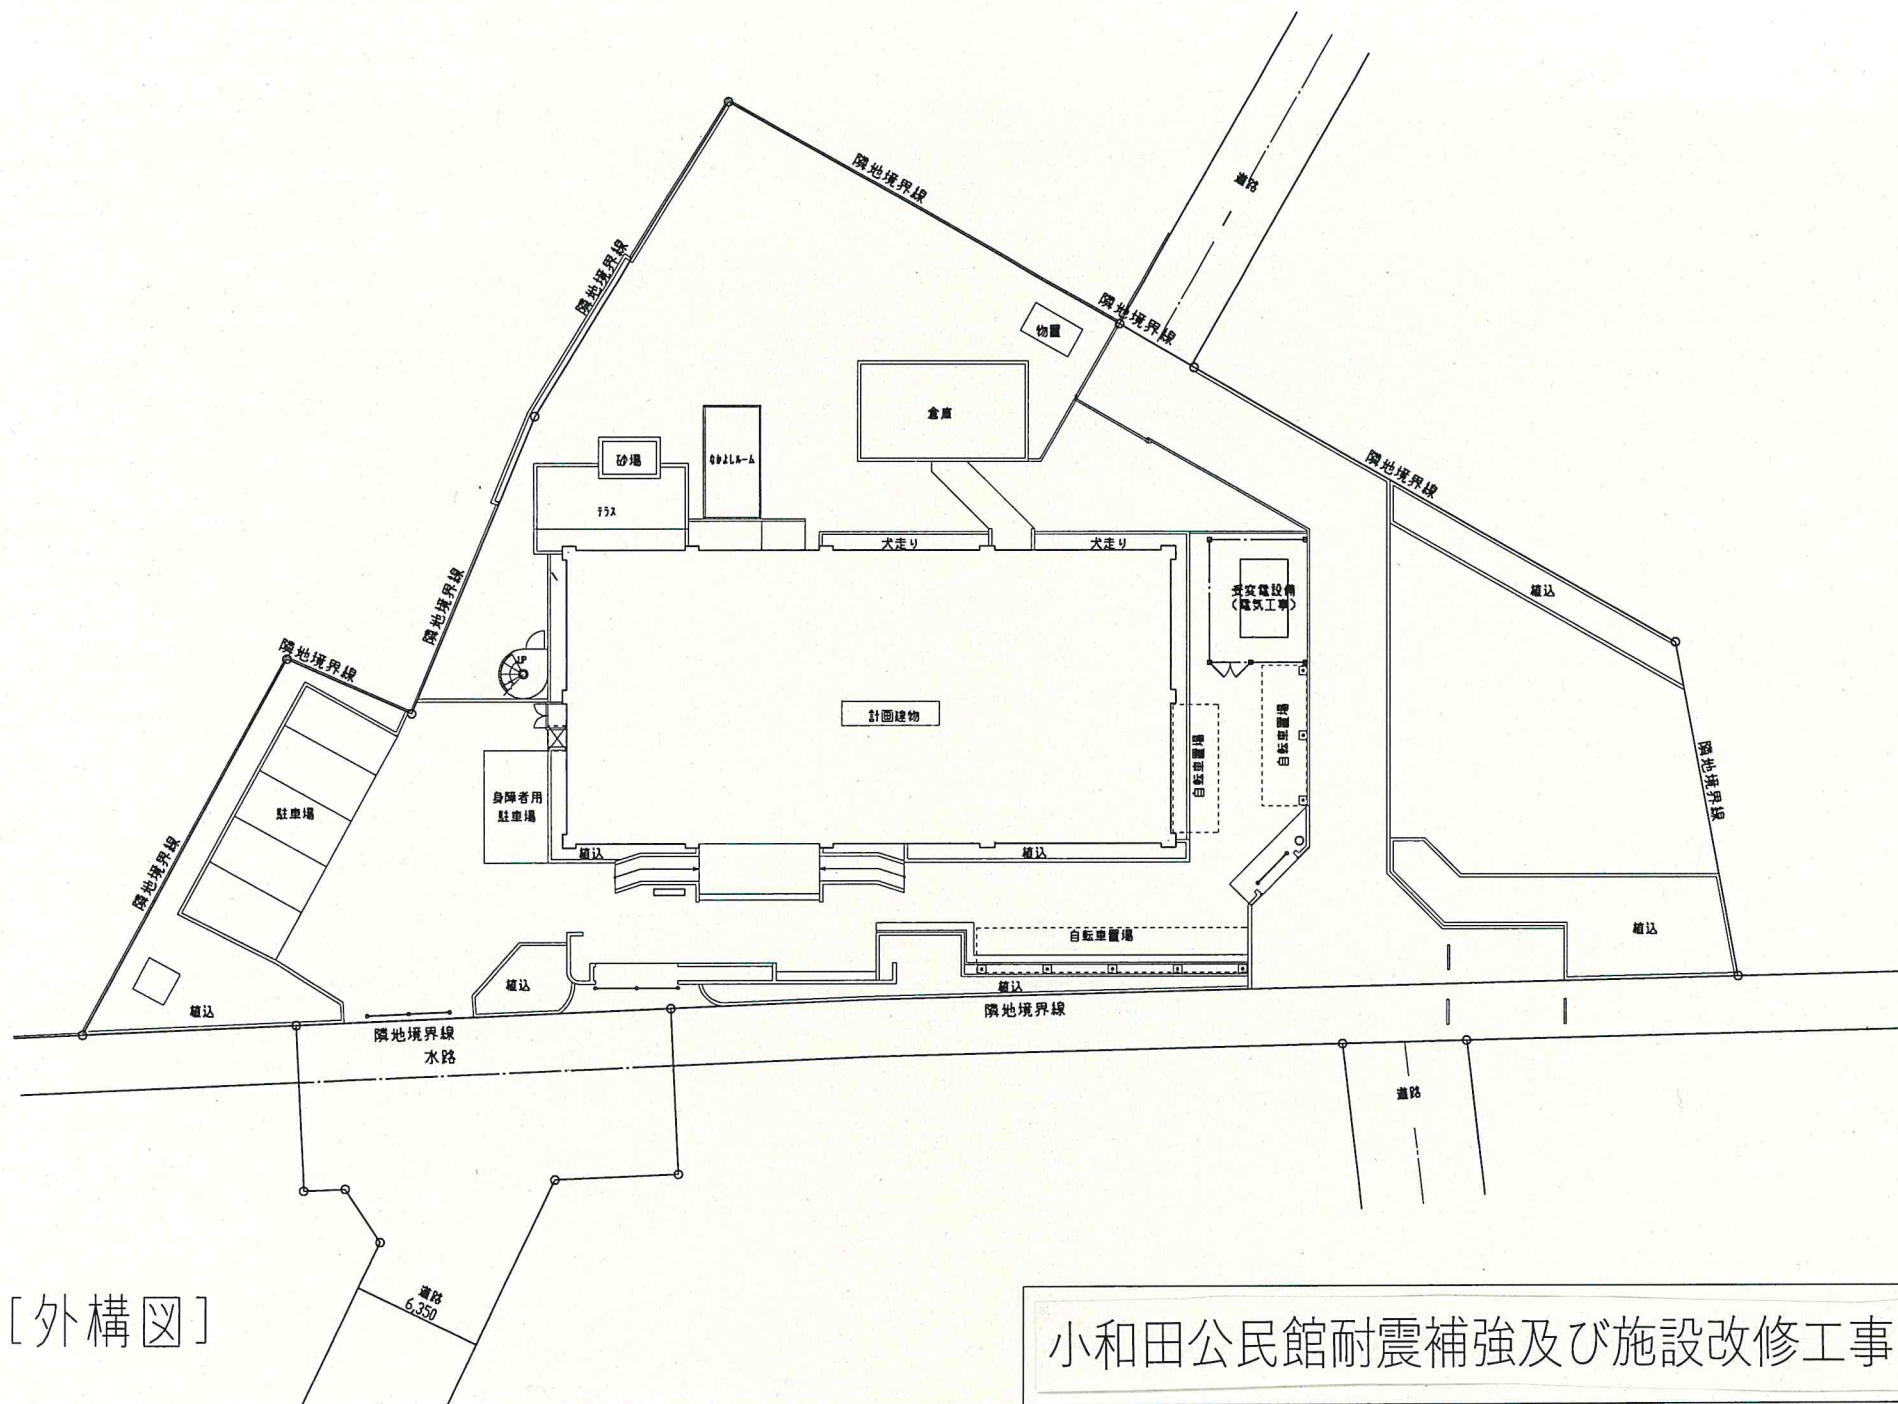 隣地境界線
道路
隣地境界線
隣地境界線
物置
倉庫
砂場
なかよしルーム
テラス
隣地境界線
犬走り
犬走り
受変電設備
(電気工事)
植込
隣地境界線
隣地境界線
UP
計画建物
自転車置場
自転車置場
隣地境界線
身障者用
駐車場
駐車場
隣地境界線
植込
植込
自転車置場
植込
植込
植込
植込
隣地境界線
隣地境界線
水路
道路
道路
6,350
[外構図]
小和田公民館耐震補強及び施設改修工事